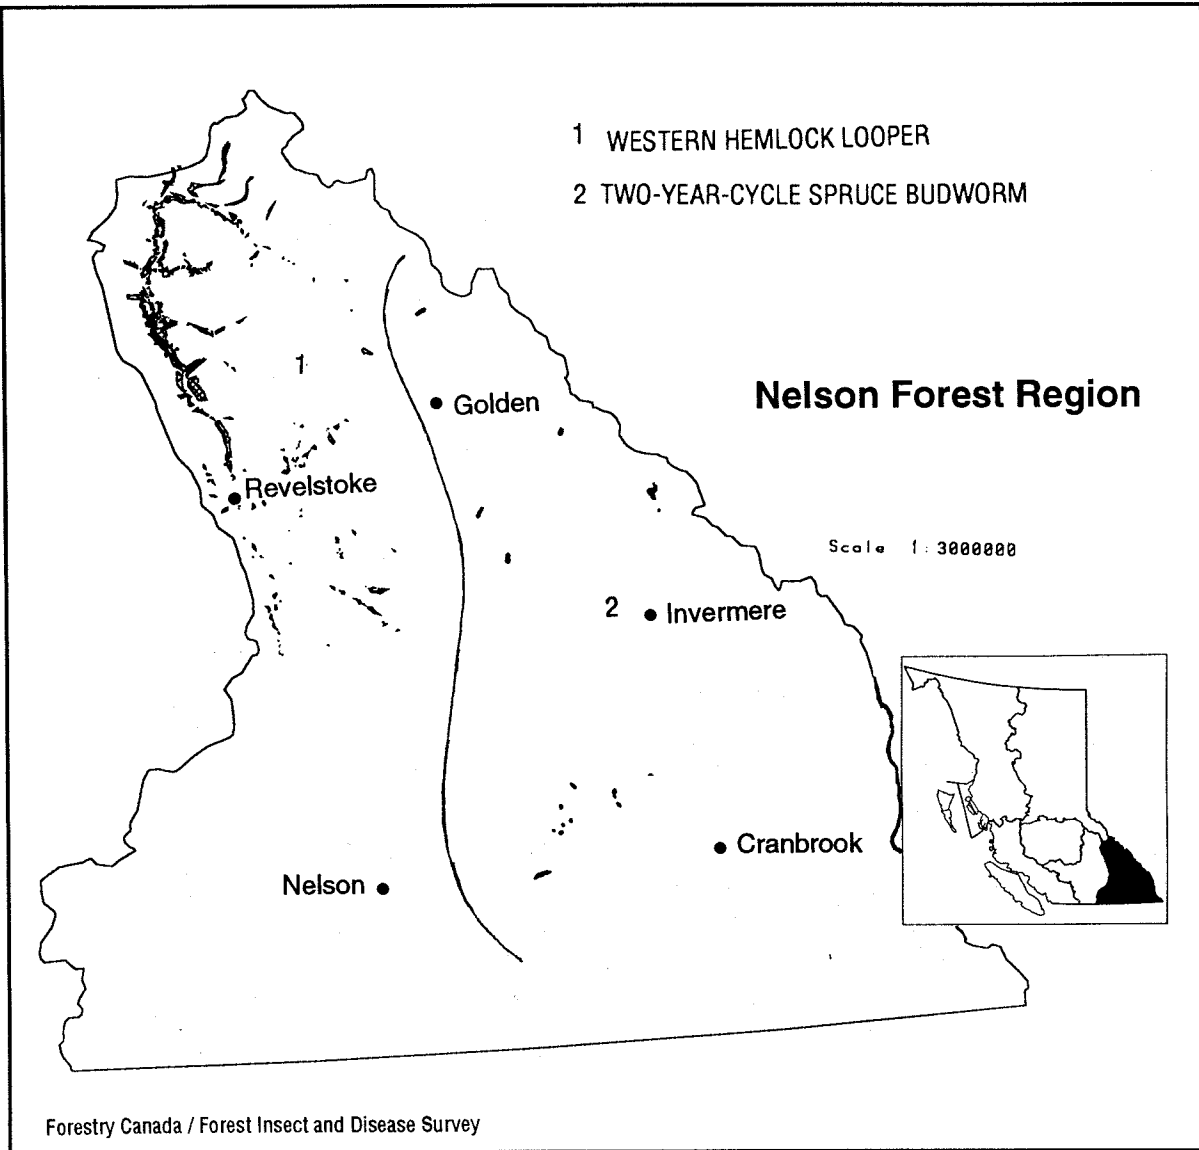 1 WESTERN HEMLOCK LOOPER
2 TWO-YEAR-CYCLE SPRUCE BUDWORM
1
Nelson Forest Region
Golden
Revelstoke
Scale 1:3000000
2
Invermere
Cranbrook
Nelson
Forestry Canada / Forest Insect and Disease Survey